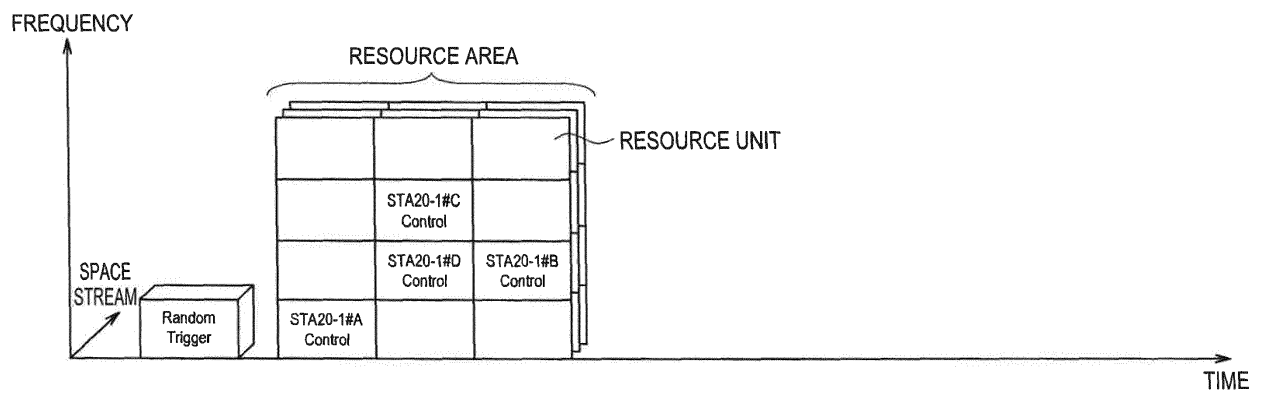 FREQUENCY
RESOURCE AREA
RESOURCE UNIT
STA20-1#C
Control
STA20-1#D
Control
STA20-1#B
Control
SPACE
STREAM
Random
Trigger
STA20-1#A
Control
TIME